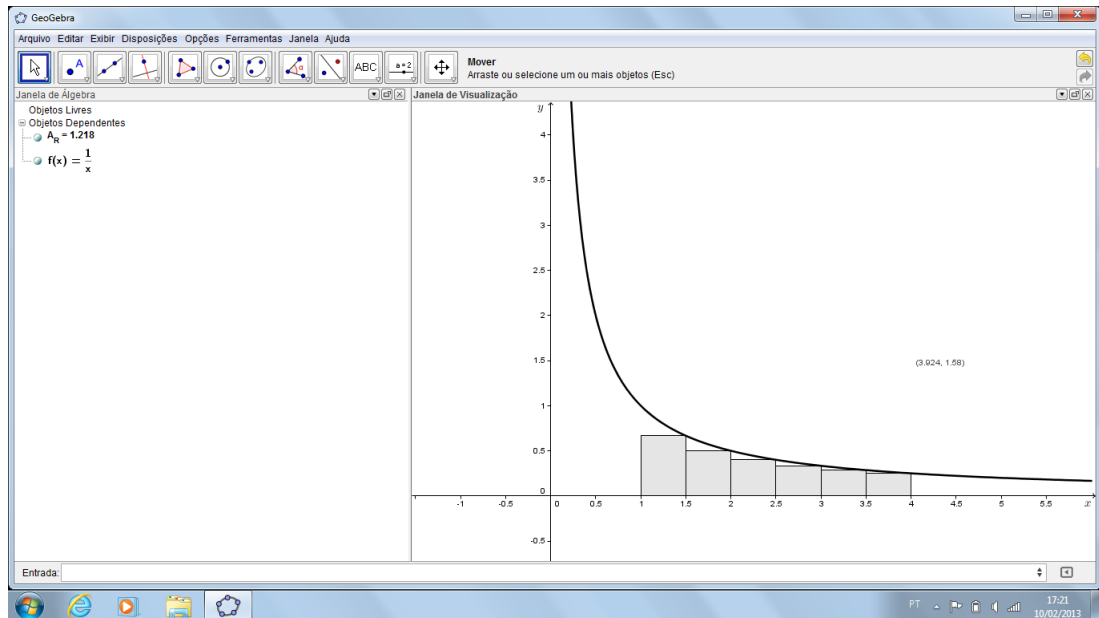 GeoGebra
Arquivo Editar Exibir Disposições Opções Ferramentas Janela Ajuda
A
ABC
a=2
Mover
Arraste ou selecione um ou mais objetos (Esc)
Janela de Álgebra
Janela de Visualização
Objetos Livres
Objetos Dependentes
A_R = 1.218
f(x) = 1/x
y
4
3.5
3
2.5
2
1.5
1
0.5
0
-0.5
-1 -0.5 0 0.5 1 1.5 2 2.5 3 3.5 4 4.5 5 5.5 x
(3.924, 1.58)
Entrada:
PT
17:21
10/02/2013